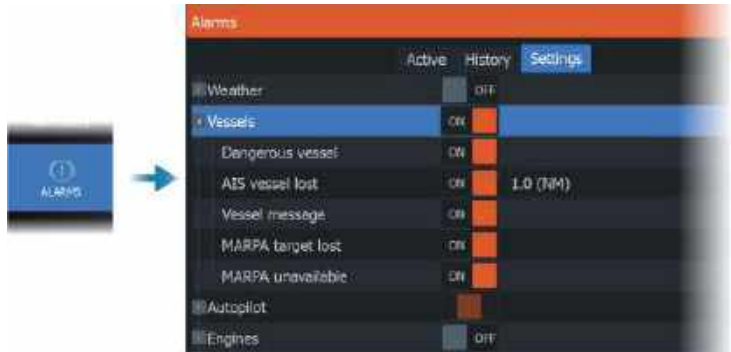 Alarms
Active History Settings
Weather OFF
Vessels ON
Dangerous vessel ON
ALARMS
AIS vessel lost ON 1.0 (NM)
Vessel message ON
MARPA target lost ON
MARPA unavailable ON
Autopilot
Engines OFF